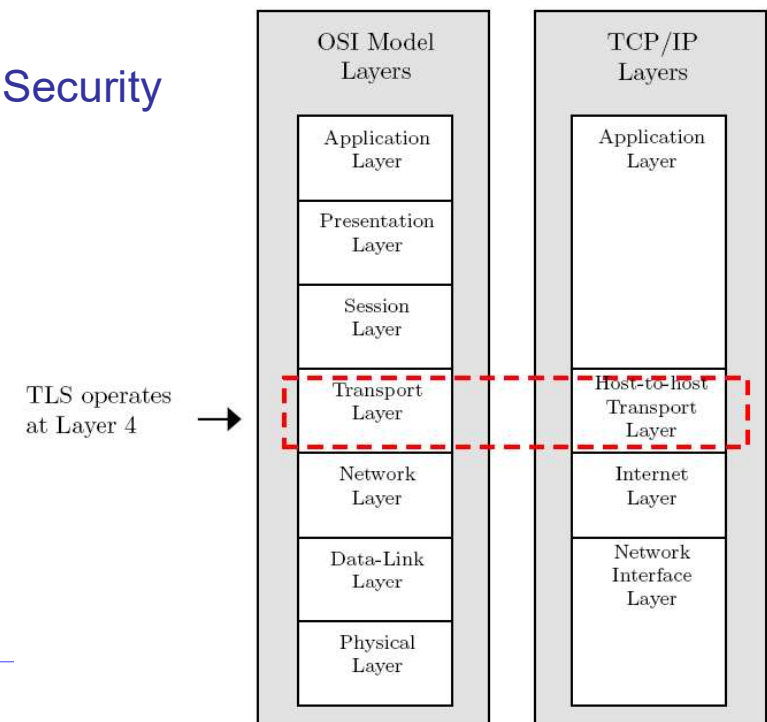 Security
TLS operates
at Layer 4
OSI Model
Layers
Application
Layer
Presentation
Layer
Session
Layer
Transport
Layer
Network
Layer
Data-Link
Layer
Physical
Layer
TCP/IP
Layers
Application
Layer
Host-to-host
Transport
Layer
Internet
Layer
Network
Interface
Layer